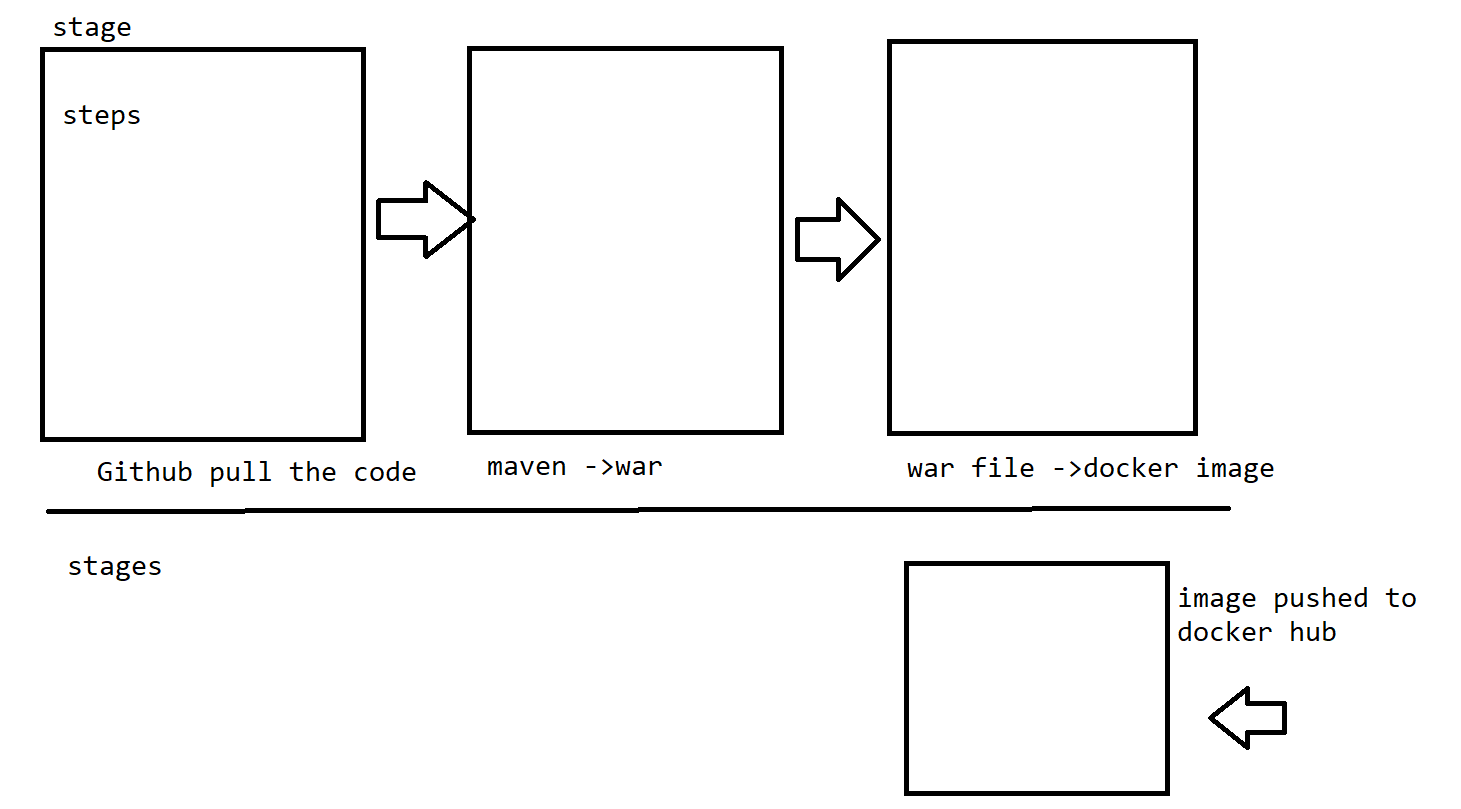 stage
steps
Github pull the code
maven ->war
war file ->docker image
stages
image pushed to
docker hub